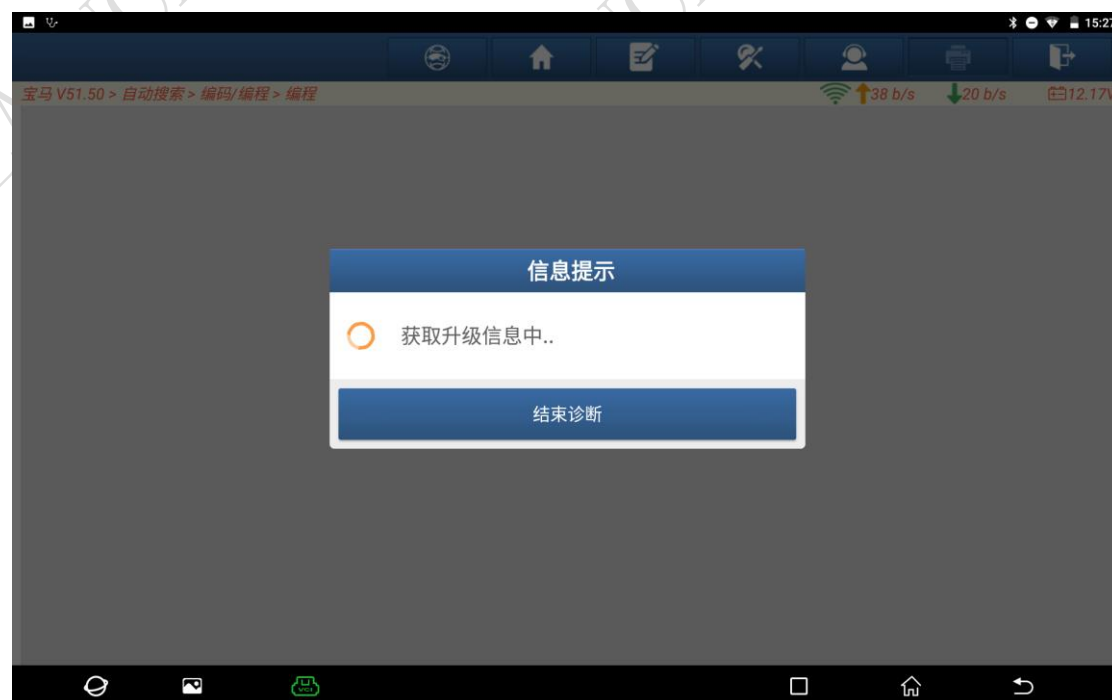 15:27
宝马 V51.50 > 自动搜索 > 编码/编程 > 编程
38 b/s
20 b/s
12.17V
信息提示
获取升级信息中..
结束诊断
VCI